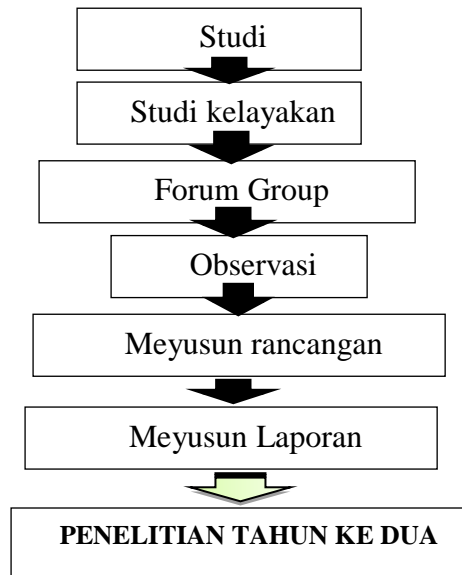 Studi
Studi kelayakan
Forum Group
Observasi
Meyusun rancangan
Meyusun Laporan
PENELITIAN TAHUN KE DUA